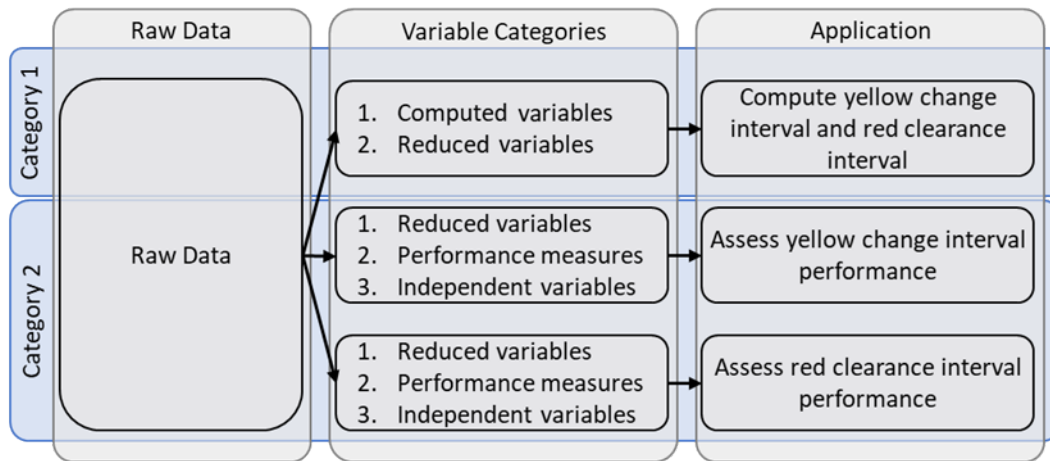 Raw Data
Variable Categories
Application
Category 1
1. Computed variables
2. Reduced variables
Compute yellow change
interval and red clearance
interval
Category 2
Raw Data
1. Reduced variables
2. Performance measures
3. Independent variables
Assess yellow change interval
performance
1. Reduced variables
2. Performance measures
3. Independent variables
Assess red clearance interval
performance